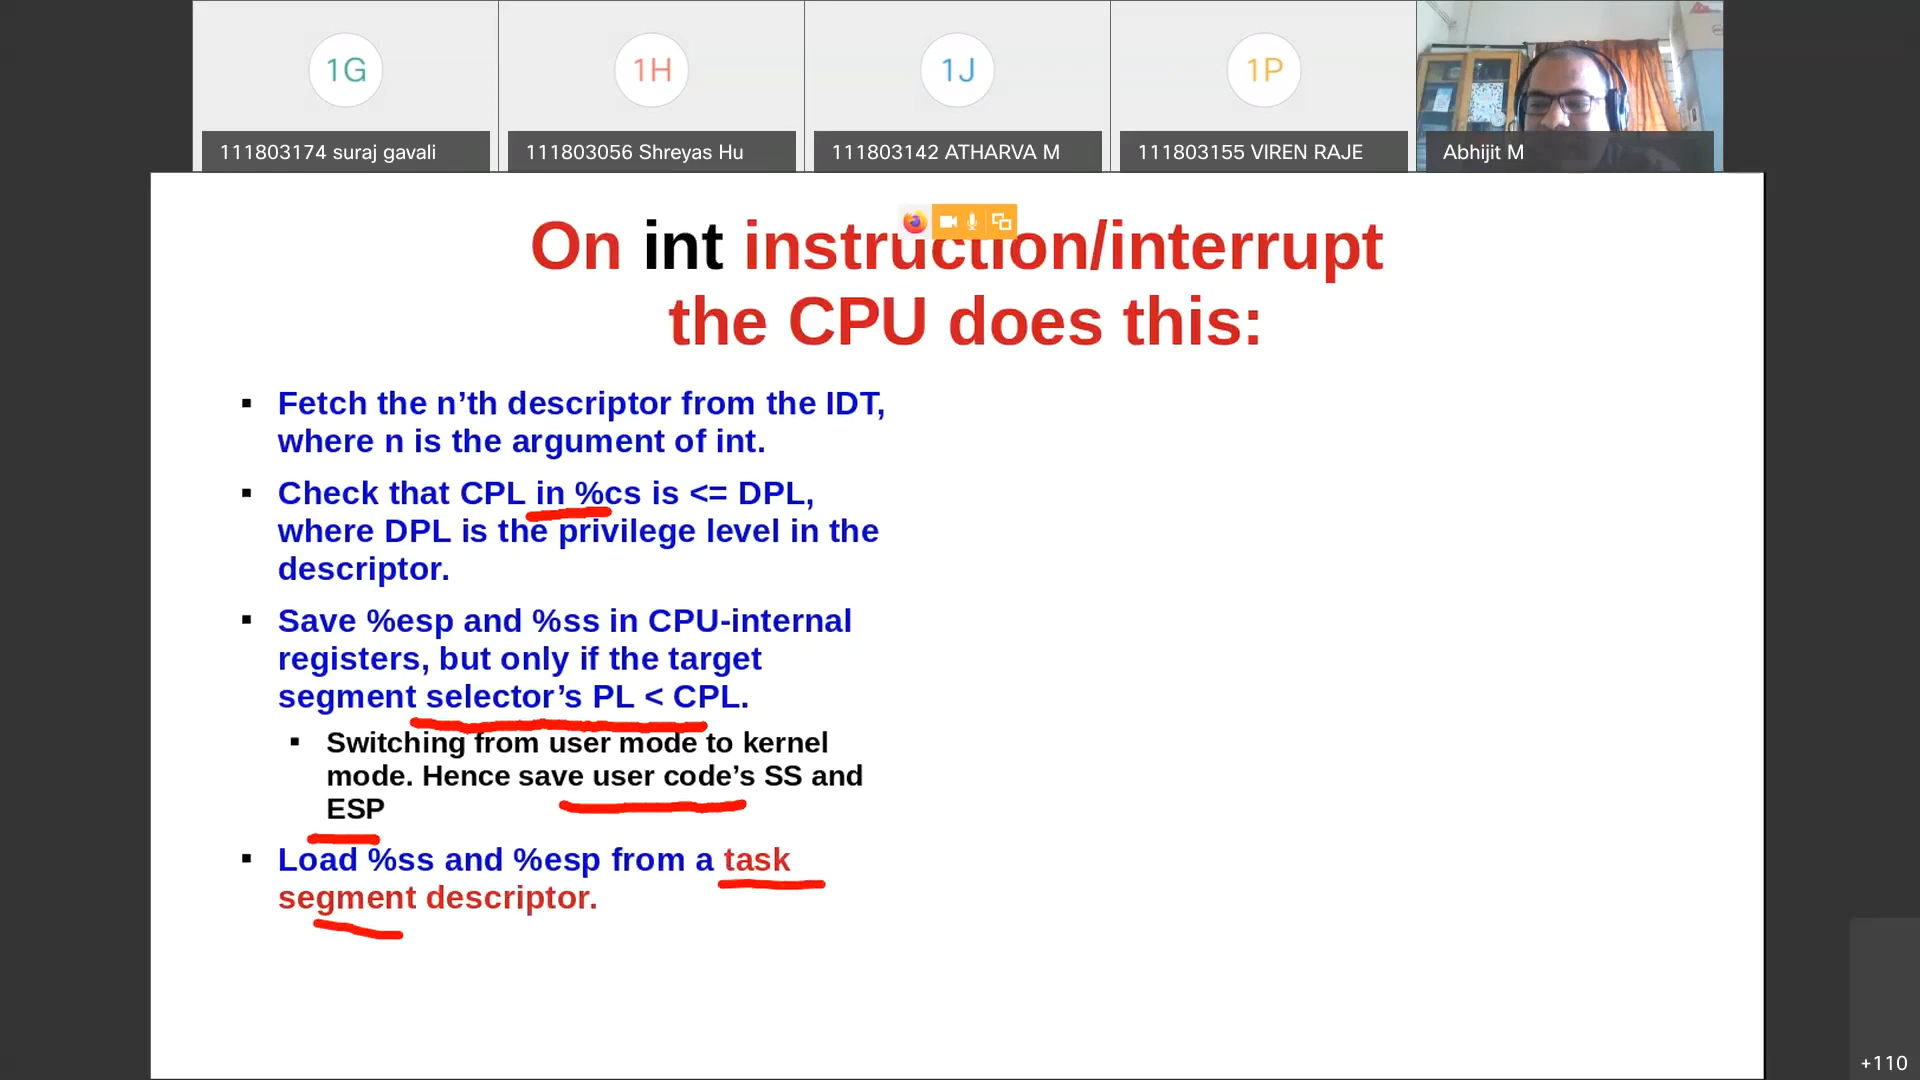 1G
1H
1J
1P
111803174 suraj gavali
111803056 Shreyas Hu
111803142 ATHARVA M
111803155 VIREN RAJE
Abhijit M
On int instruction/interrupt
the CPU does this:
▪ Fetch the n’th descriptor from the IDT,
where n is the argument of int.
▪ Check that CPL in %cs is <= DPL,
where DPL is the privilege level in the
descriptor.
▪ Save %esp and %ss in CPU-internal
registers, but only if the target
segment selector’s PL < CPL.
▪ Switching from user mode to kernel
mode. Hence save user code’s SS and
ESP
▪ Load %ss and %esp from a task
segment descriptor.
+110